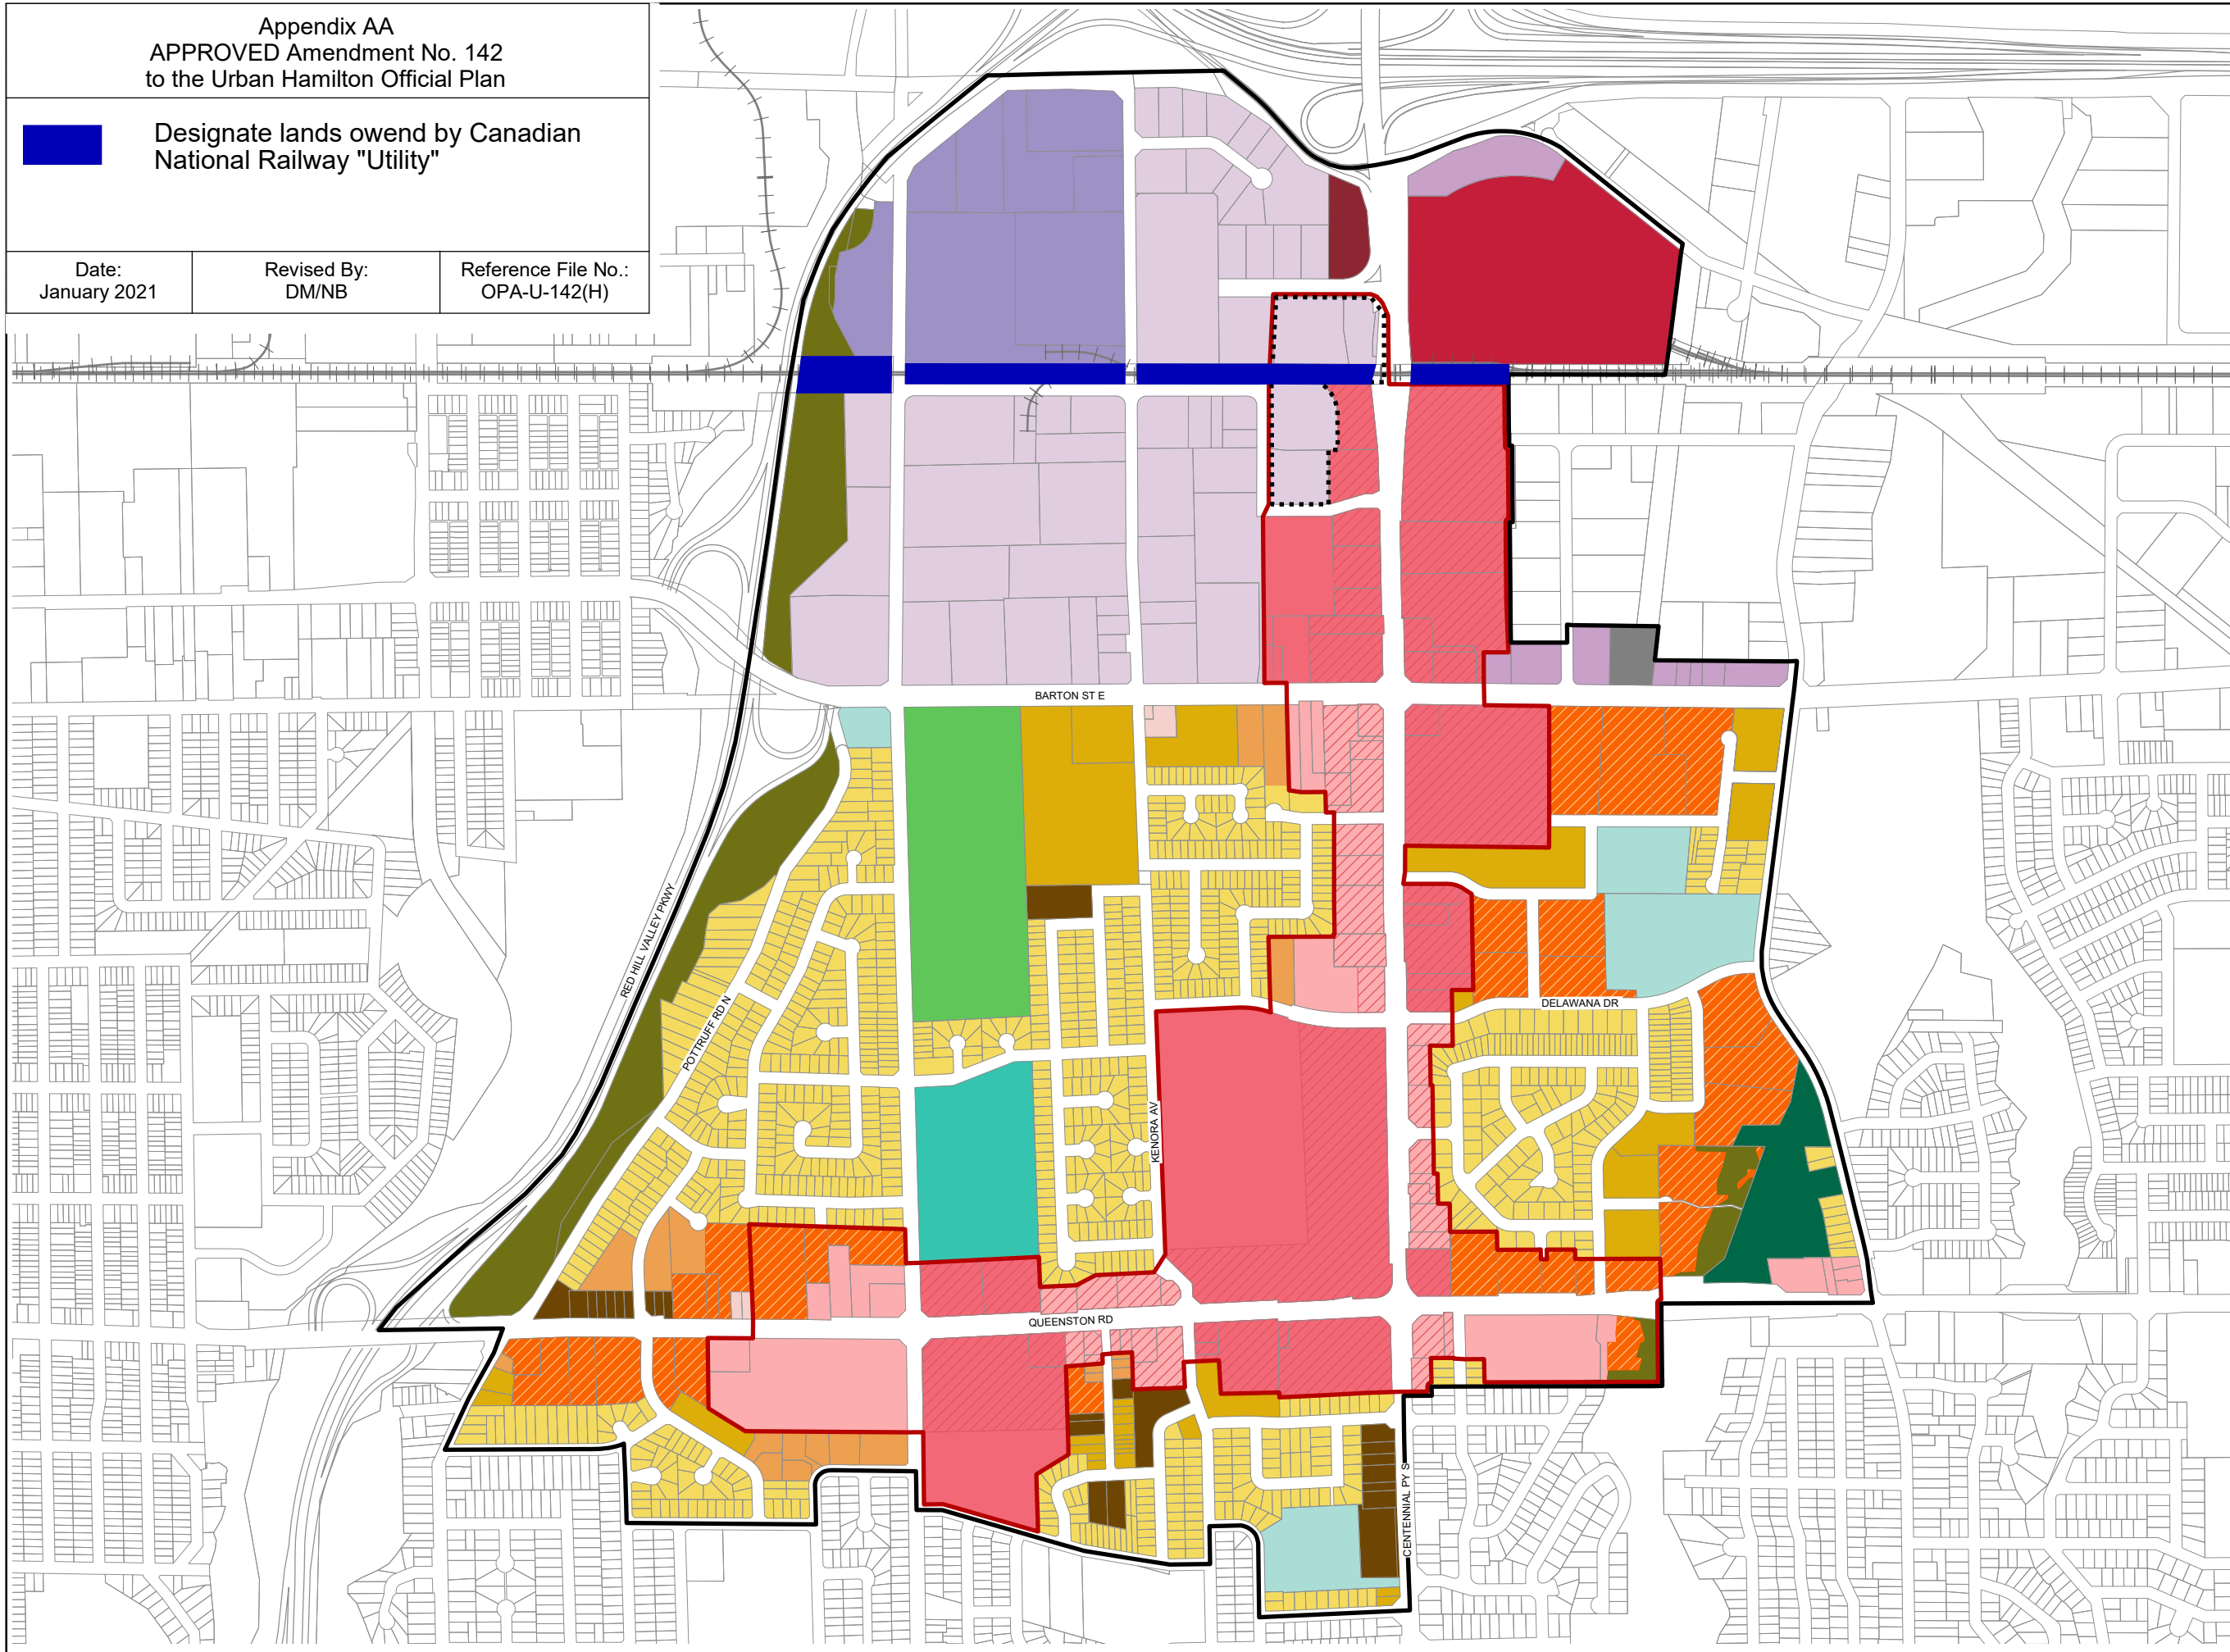 Appendix AA
APPROVED Amendment No. 142
to the Urban Hamilton Official Plan
Designate lands owend by Canadian
National Railway "Utility"
Date:
January 2021
Revised By:
DM/NB
Reference File No.:
OPA-U-142(H)
BARTON ST E
RED HILL VALLEY PKWY
POTTRUFF RD N
DELAWANA DR
KENORA AV
QUEENSTON RD
CENTENNIAL PY S